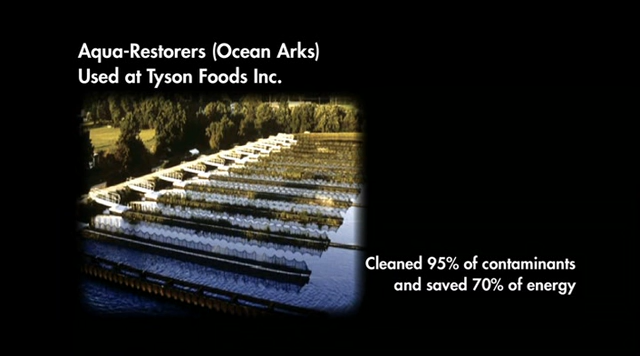 Aqua-Restorers (Ocean Arks)
Used at Tyson Foods Inc.
Cleaned 95% of contaminants
and saved 70% of energy